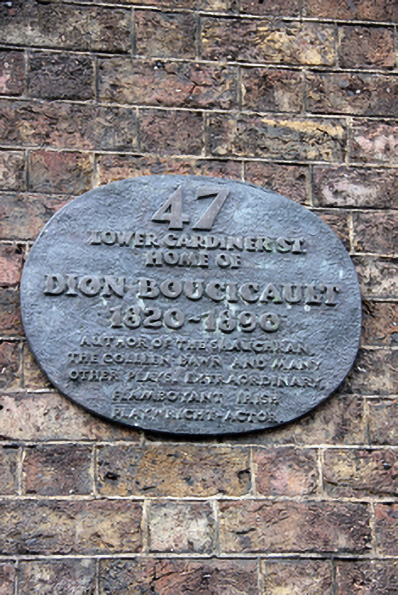 47
LOWER GARDINER ST.
HOME OF
DION BOUCICAULT
1820-1890
AUTHOR OF THE SHAUGHRAN,
THE COLLEEN BAWN AND MANY
OTHER PLAYS. EXTRAORDINARY,
FLAMBOYANT IRISH
PLAYWRIGHT-ACTOR